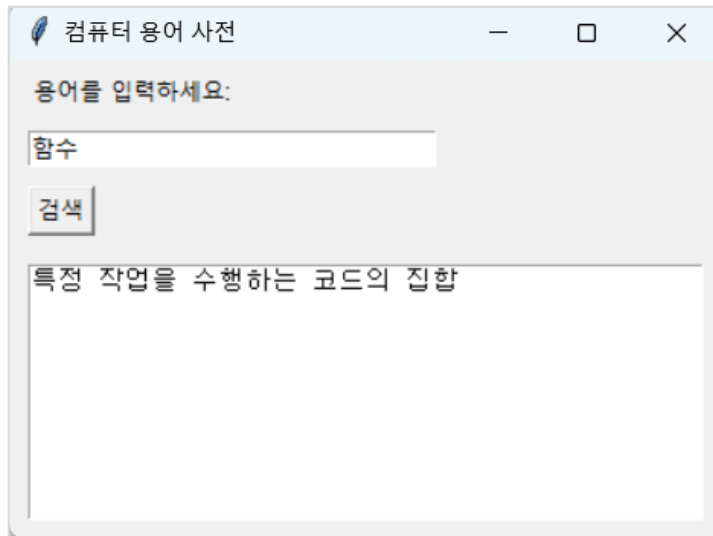 컴퓨터 용어 사전
용어를 입력하세요:
함수
검색
특정 작업을 수행하는 코드의 집합